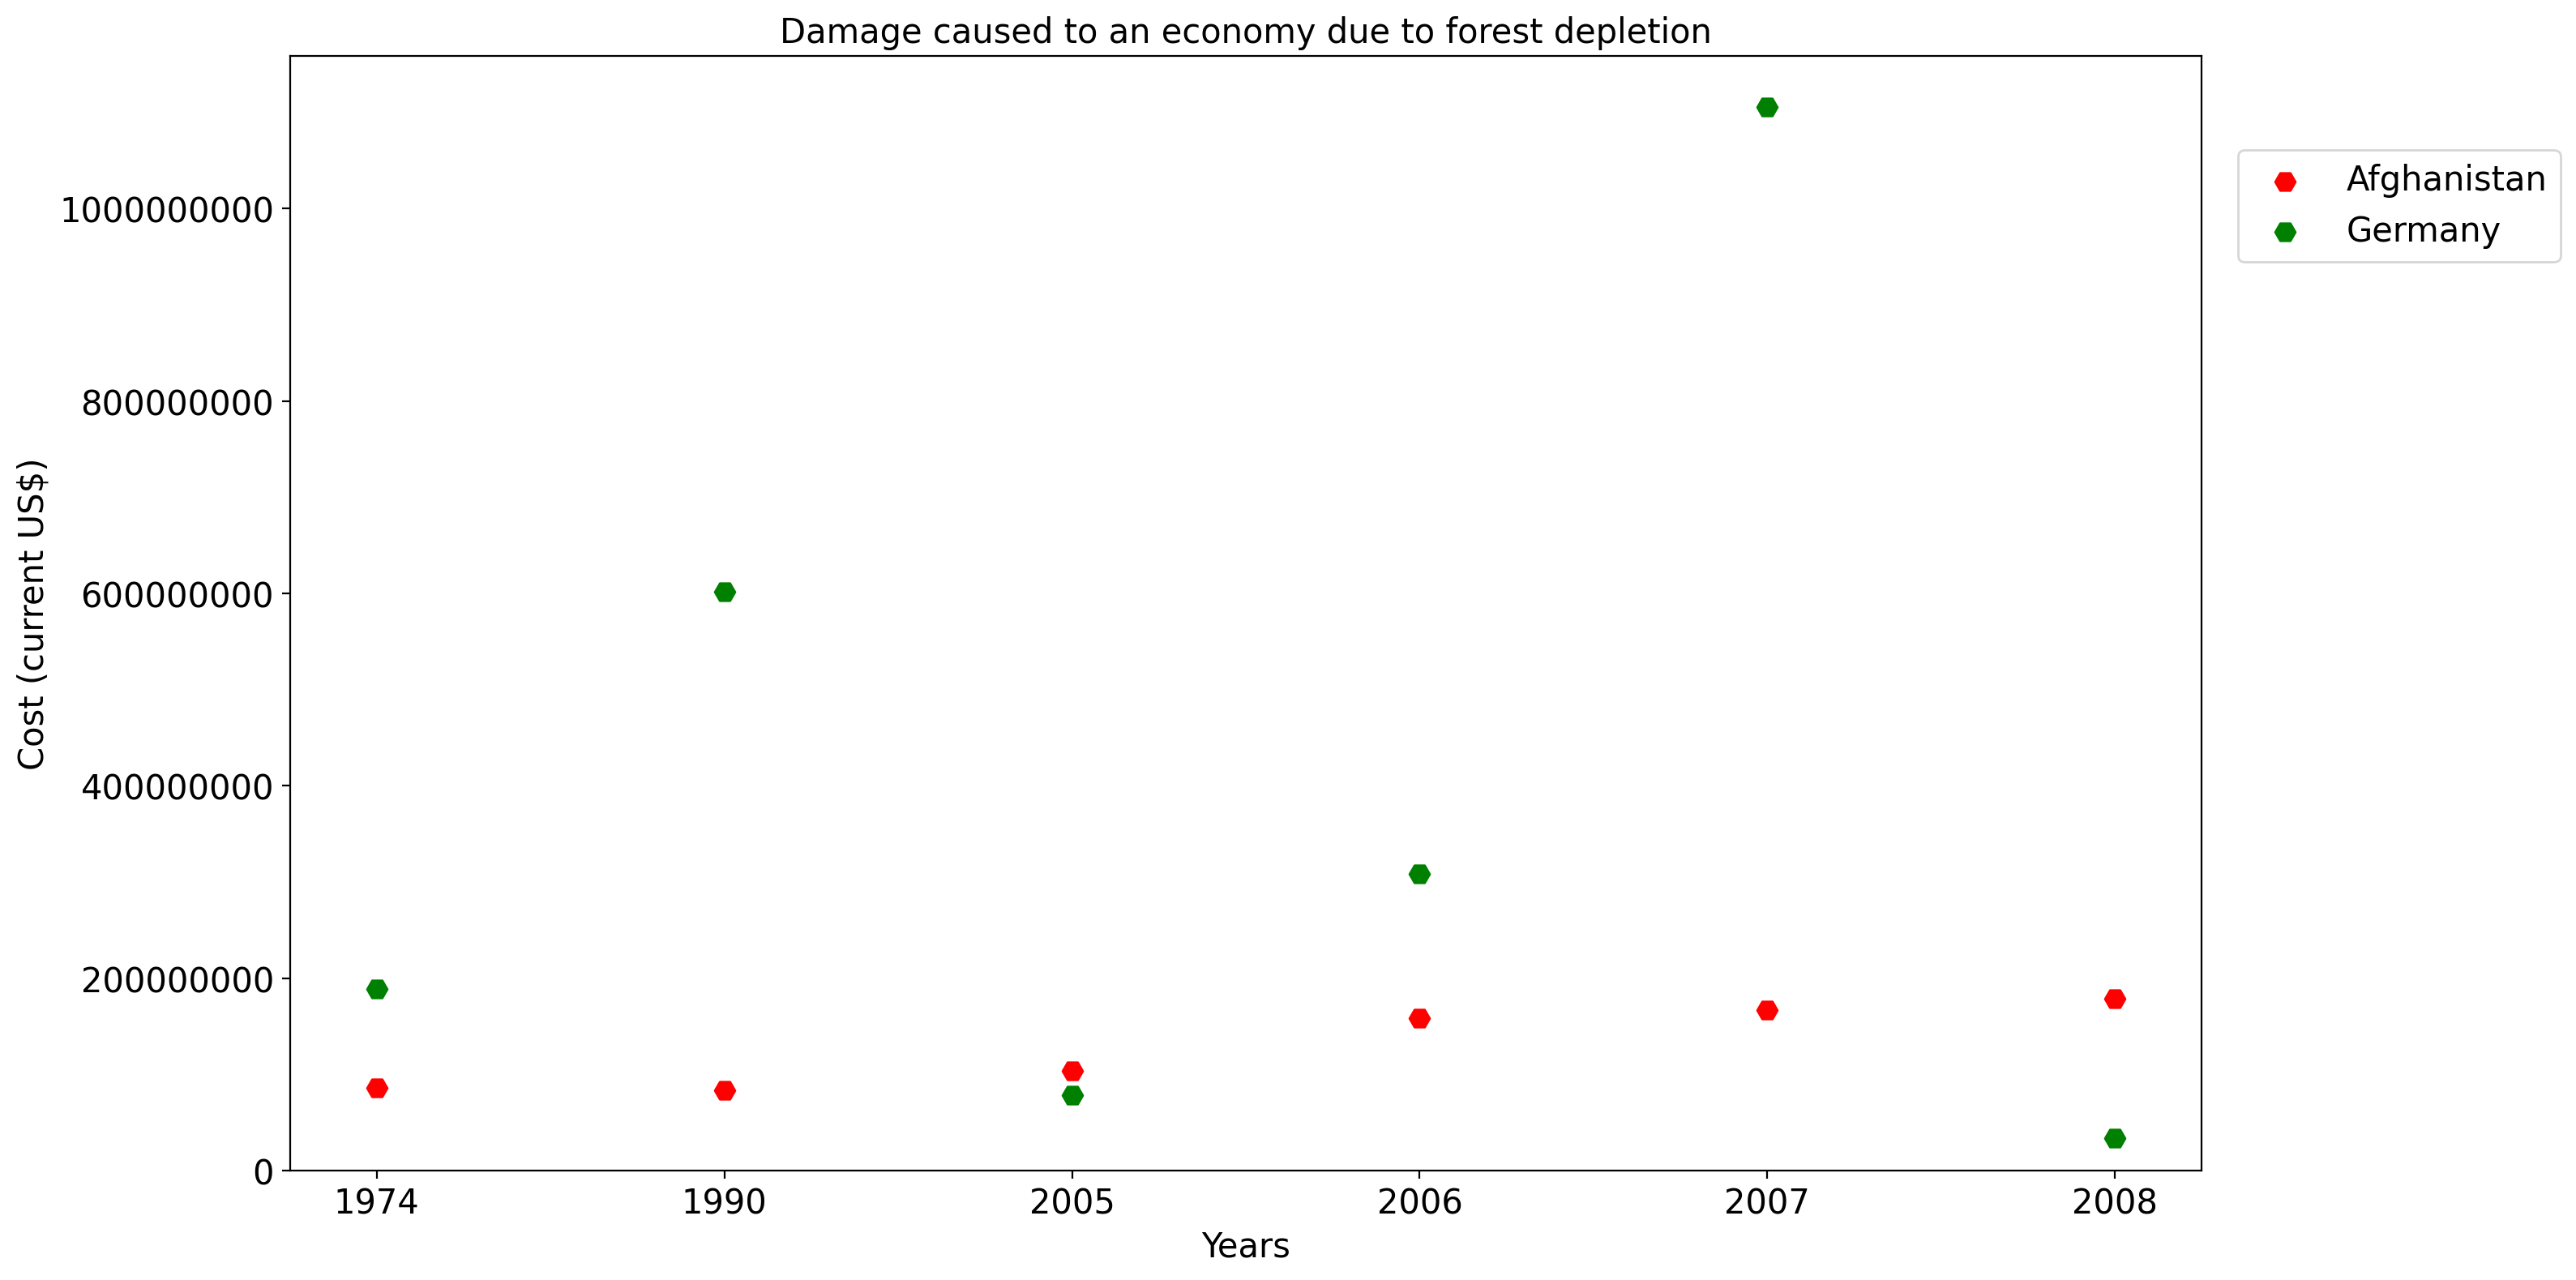 Damage caused to an economy due to forest depletion
Cost (current US$)
1000000000
800000000
600000000
400000000
200000000
0
1974 1990 2005 2006 2007 2008
Years
Afghanistan
Germany